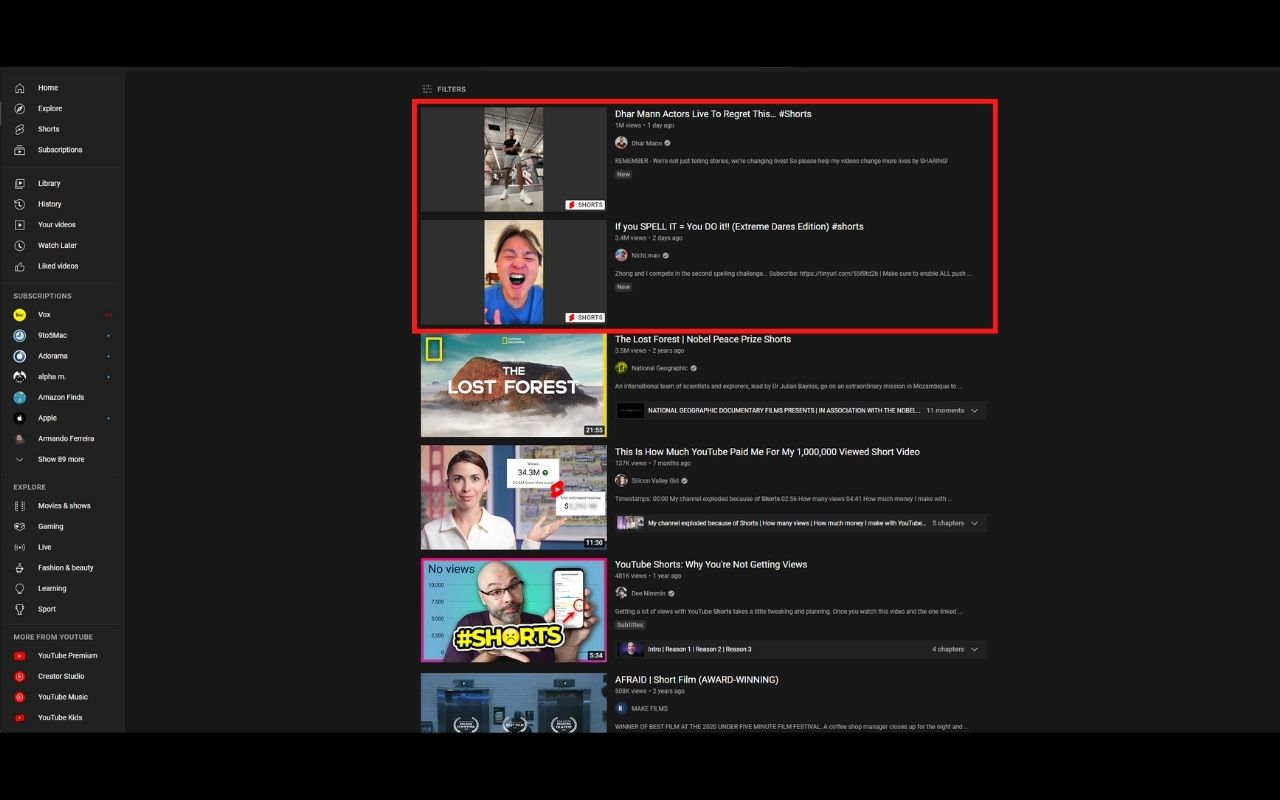 Home
Explore
Shorts
Subscriptions
Library
History
Your videos
Watch Later
Liked videos
SUBSCRIPTIONS
Vox
9to5Mac
Adorama
alpha m.
Amazon Finds
Apple
Armando Ferreira
Show 89 more
EXPLORE
Movies & shows
Gaming
Live
Fashion & beauty
Learning
Sport
MORE FROM YOUTUBE
YouTube Premium
Creator Studio
YouTube Music
YouTube Kids
FILTERS
SHORTS
Dhar Mann Actors Live To Regret This... #Shorts
1M views • 1 day ago
Dhar Mann
REMEMBER - We're not just telling stories, we're changing lives! So please help my videos change more lives by SHARING!
New
SHORTS
If you SPELL IT = You DO it!! (Extreme Dares Edition) #shorts
3.4M views • 2 days ago
NichLmao
Zhong and I compete in the second spelling challenge... Subscribe: | Make sure to enable ALL push ...
New
NATIONAL GEOGRAPHIC
THE
LOST FOREST
21:55
The Lost Forest | Nobel Peace Prize Shorts
3.5M views • 2 years ago
National Geographic
An international team of scientists and explorers, lead by Dr Julian Bayliss, go on an extraordinary mission in Mozambique to ...
NATIONAL GEOGRAPHIC DOCUMENTARY FILMS PRESENTS | IN ASSOCIATION WITH THE NOBEL... 11 moments
Views
34.3M
Your estimated revenue
$
11:30
This Is How Much YouTube Paid Me For My 1,000,000 Viewed Short Video
137K views • 7 months ago
Silicon Valley Girl
Timestamps: 00:00 My channel exploded because of Shorts 02:56 How many views 04:41 How much money I make with ...
My channel exploded because of Shorts | How many views | How much money I make with YouTube... 5 chapters
No views
10,000
7,500
5,000
2,500
0
#SHORTS
5:34
YouTube Shorts: Why You're Not Getting Views
481K views • 1 year ago
Dee Nimmin
Getting a lot of views with YouTube Shorts takes a little tweaking and planning. Once you watch this video and the one linked ...
Subtitles
Intro | Reason 1 | Reason 2 | Reason 3 4 chapters
BEST FILM
AFRAID | Short Film (AWARD-WINNING)
508K views • 2 years ago
N
MAKE FILMS
WINNER OF BEST FILM AT THE 2020 UNDER FIVE MINUTE FILM FESTIVAL. A coffee shop manager closes up for the night and ...